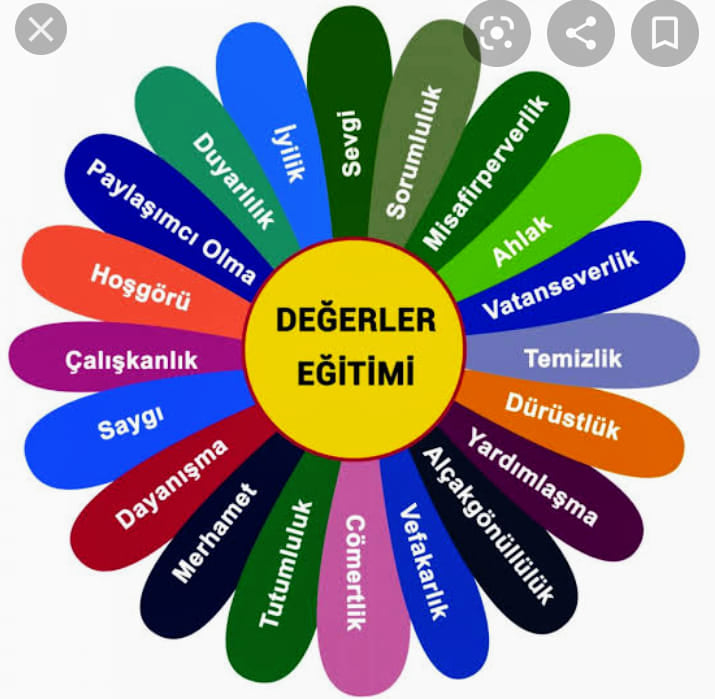 DEĞERLER
EĞİTİMİ
Sevgi
Sorumluluk
Misafirperverlik
Ahlak
Vatanseverlik
Temizlik
Dürüstlük
Yardımlaşma
Alçakgönüllülük
Vefakarlık
Cömertlik
Tutumluluk
Merhamet
Dayanışma
Saygı
Çalışkanlık
Hoşgörü
Paylaşımcı Olma
Duyarlılık
İyilik